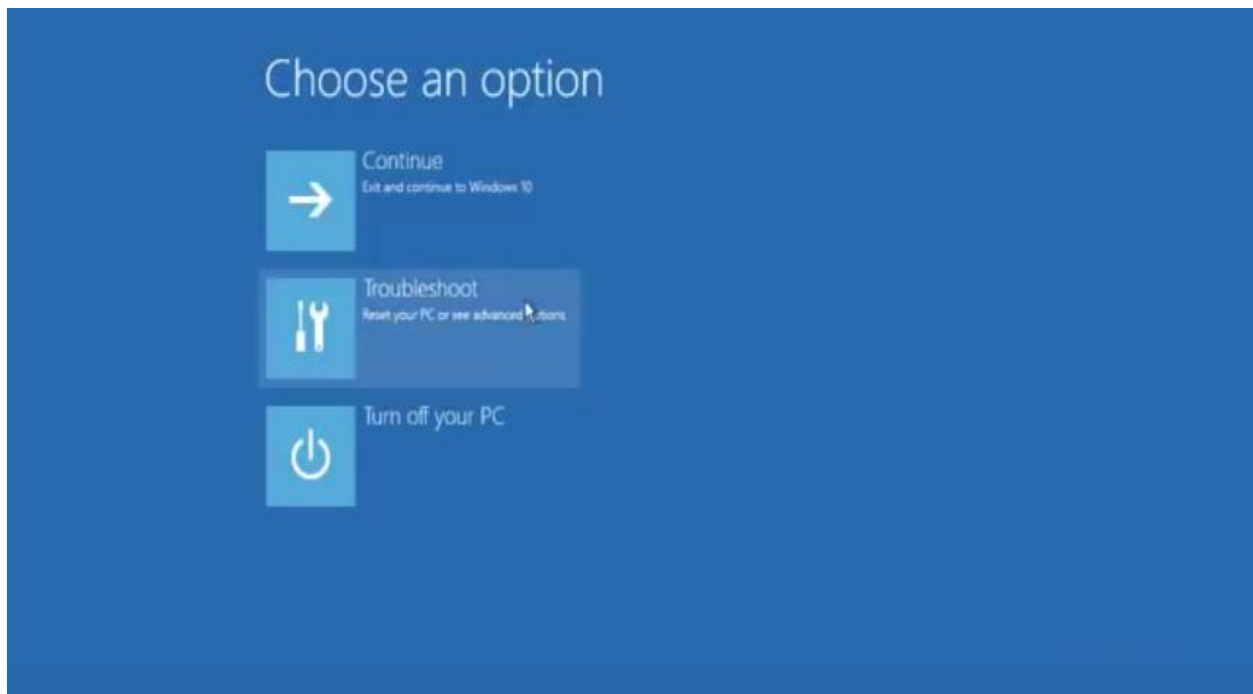 Choose an option
Continue
Exit and continue to Windows 10
Troubleshoot
Reset your PC or see advanced options
Turn off your PC